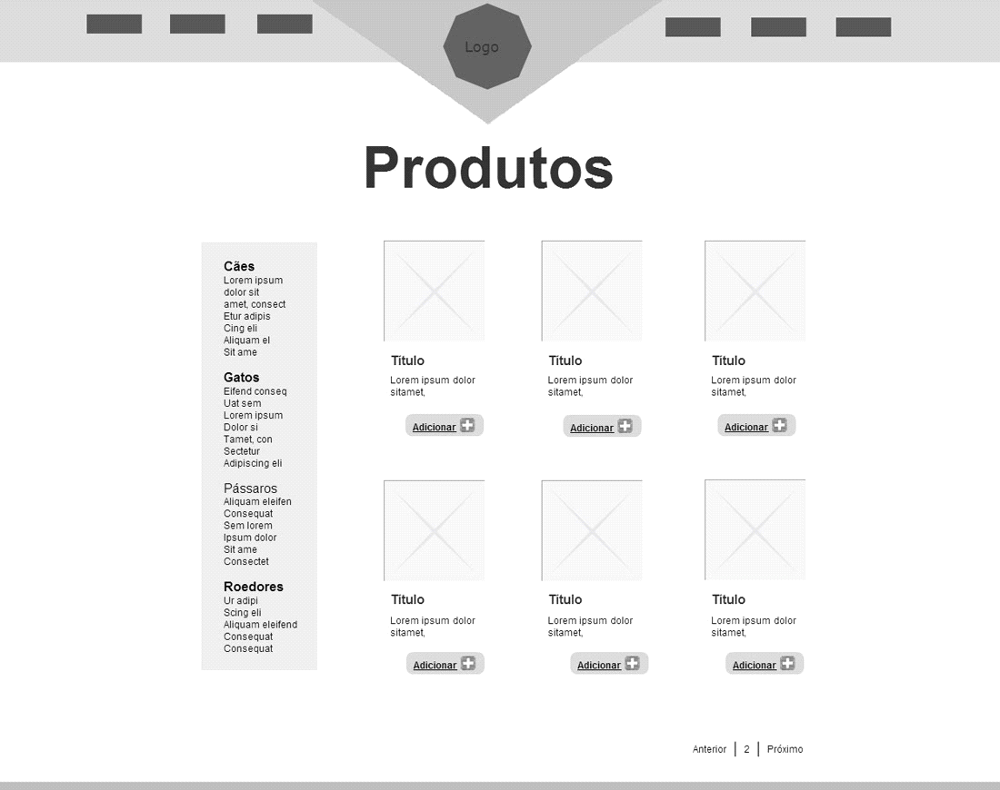 Logo
Produtos
Cães
Lorem ipsum
dolor sit
amet, consect
Etur adipis
Cing eli
Aliquam el
Sit ame
Gatos
Eifend conseq
Uat sem
Lorem ipsum
Dolor si
Tamet, con
Sectetur
Adipiscing eli
Pássaros
Aliquam eleifen
Consequat
Sem lorem
Ipsum dolor
Sit ame
Consectet
Roedores
Ur adipi
Scing eli
Aliquam eleifend
Consequat
Consequat
Titulo
Lorem ipsum dolor
sitamet,
Adicionar
Titulo
Lorem ipsum dolor
sitamet,
Adicionar
Titulo
Lorem ipsum dolor
sitamet,
Adicionar
Titulo
Lorem ipsum dolor
sitamet,
Adicionar
Titulo
Lorem ipsum dolor
sitamet,
Adicionar
Titulo
Lorem ipsum dolor
sitamet,
Adicionar
Anterior | 2 | Próximo